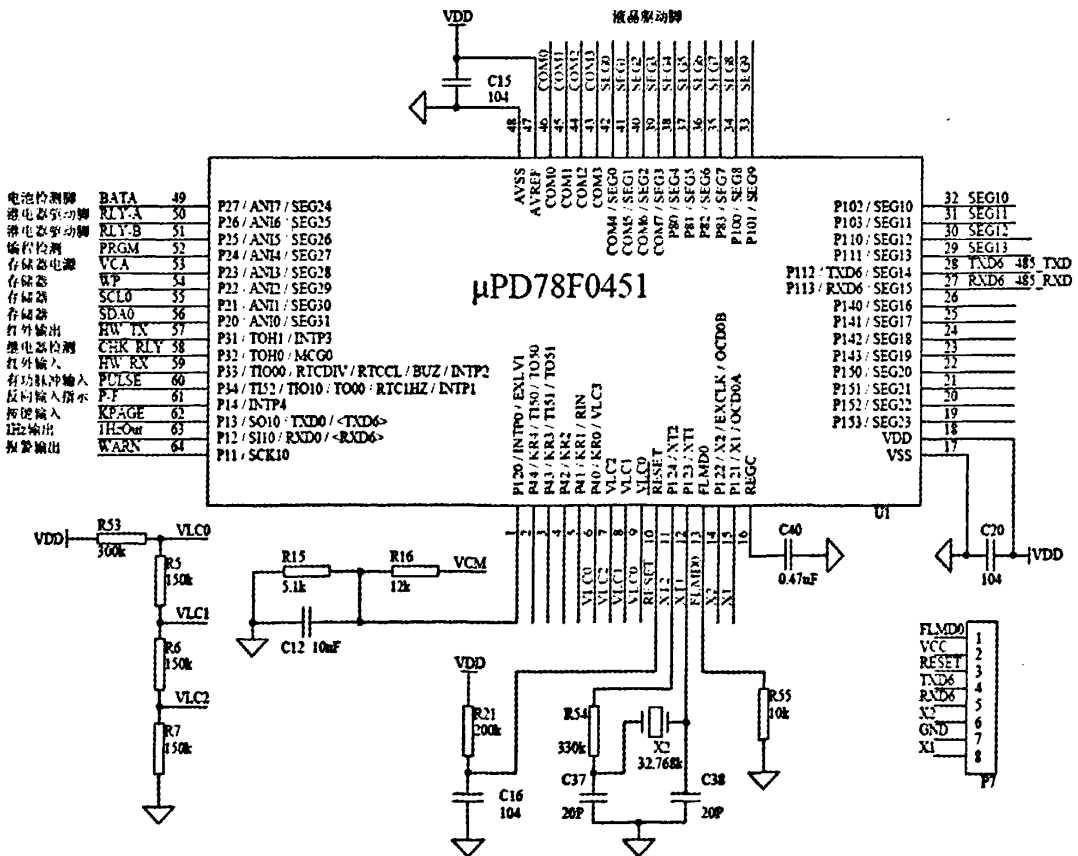 VDD
液晶驱动脚
C15
104
COM0
COM1
COM2
COM3
SEG0
SEG1
SEG2
SEG3
SEG4
SEG5
SEG6
SEG7
SEG8
SEG9
48
47
46
45
44
43
42
41
40
39
38
37
36
35
34
33
AVSS
AVREF
COM0
COM1
COM2
COM3
COM4 / SEG0
COM5 / SEG1
COM6 / SEG2
COM7 / SEG3
P80 / SEG4
P81 / SEG5
P82 / SEG6
P83 / SEG7
P100 / SEG8
P101 / SEG9
电池检测脚 BATA 49 P27 / ANI7 / SEG24
继电器驱动脚 RLY-A 50 P26 / ANI6 / SEG25
继电器驱动脚 RLY-B 51 P25 / ANI5 / SEG26
编程检测 PRGM 52 P24 / ANI4 / SEG27
存储器电源 VCA 53 P23 / ANI3 / SEG28
存储器 WP 54 P22 / ANI2 / SEG29
存储器 SCL0 55 P21 / ANI1 / SEG30
存储器 SDA0 56 P20 / ANI0 / SEG31
红外输出 HW_TX 57 P31 / TOH1 / INTP3
继电器检测 CHK_RLY 58 P32 / TOH0 / MCG0
红外输入 HW_RX 59 P33 / TIO00 / RTCDIV / RTCCL / BUZ / INTP2
有功脉冲输入 PULSE 60 P34 / TI52 / TIO10 / TO00 / RTC1HZ / INTP1
反向输入指示 P-F 61 P14 / INTP4
按键输入 KPAGE 62 P13 / SO10 / TXD0 / <TXD6>
1Hz输出 1HzOut 63 P12 / SI10 / RXD0 / <RXD6>
报警输出 WARN 64 P11 / SCK10
μPD78F0451
P102 / SEG10 32 SEG10
P103 / SEG11 31 SEG11
P110 / SEG12 30 SEG12
P111 / SEG13 29 SEG13
P112 / TXD6 / SEG14 28 TXD6 485_TXD
P113 / RXD6 / SEG15 27 RXD6 485_RXD
P140 / SEG16 26
P141 / SEG17 25
P142 / SEG18 24
P143 / SEG19 23
P150 / SEG20 22
P151 / SEG21 21
P152 / SEG22 20
P153 / SEG23 19
VDD 18
VSS 17
P120 / INTP0 / EXLVI
P44 / KR4 / TI50 / TO50
P43 / KR3 / TI51 / TO51
P42 / KR2
P41 / KR1 / RIN
P40 / KR0 / VLC3
VLC2
VLC1
VLC0
RESET
P124 / XT2
P123 / XT1
FLMD0
P122 / X2 / EXCLK / OCD0B
P121 / X1 / OCD0A
REGC
U1
1
2
3
4
5
6
7
8
9
10
11
12
13
14
15
16
VLC0
VLC2
VLC1
VLC0
RESET
XT2
XT1
FLMD0
X2
X1
VDD
R53
300k
VLC0
R5
150k
VLC1
R6
150k
VLC2
R7
150k
R15
5.1k
R16
12k
VCM
C12 10nF
C40
0.47uF
C20
104
VDD
VDD
R21
200k
C16
104
R54
330k
X2
32.768k
C37
20P
C38
20P
R55
10k
FLMD0 1
VCC 2
RESET 3
TXD6 4
RXD6 5
X2 6
GND 7
X1 8
P7